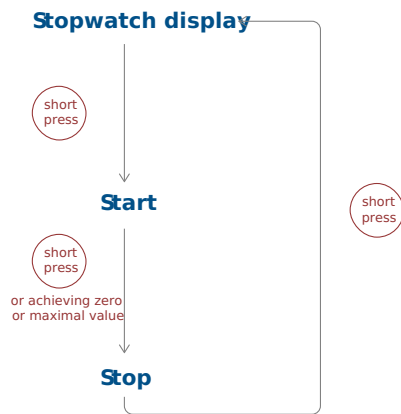 Stopwatch display
short
press
Start
short
press
short
press
or achieving zero
or maximal value
Stop